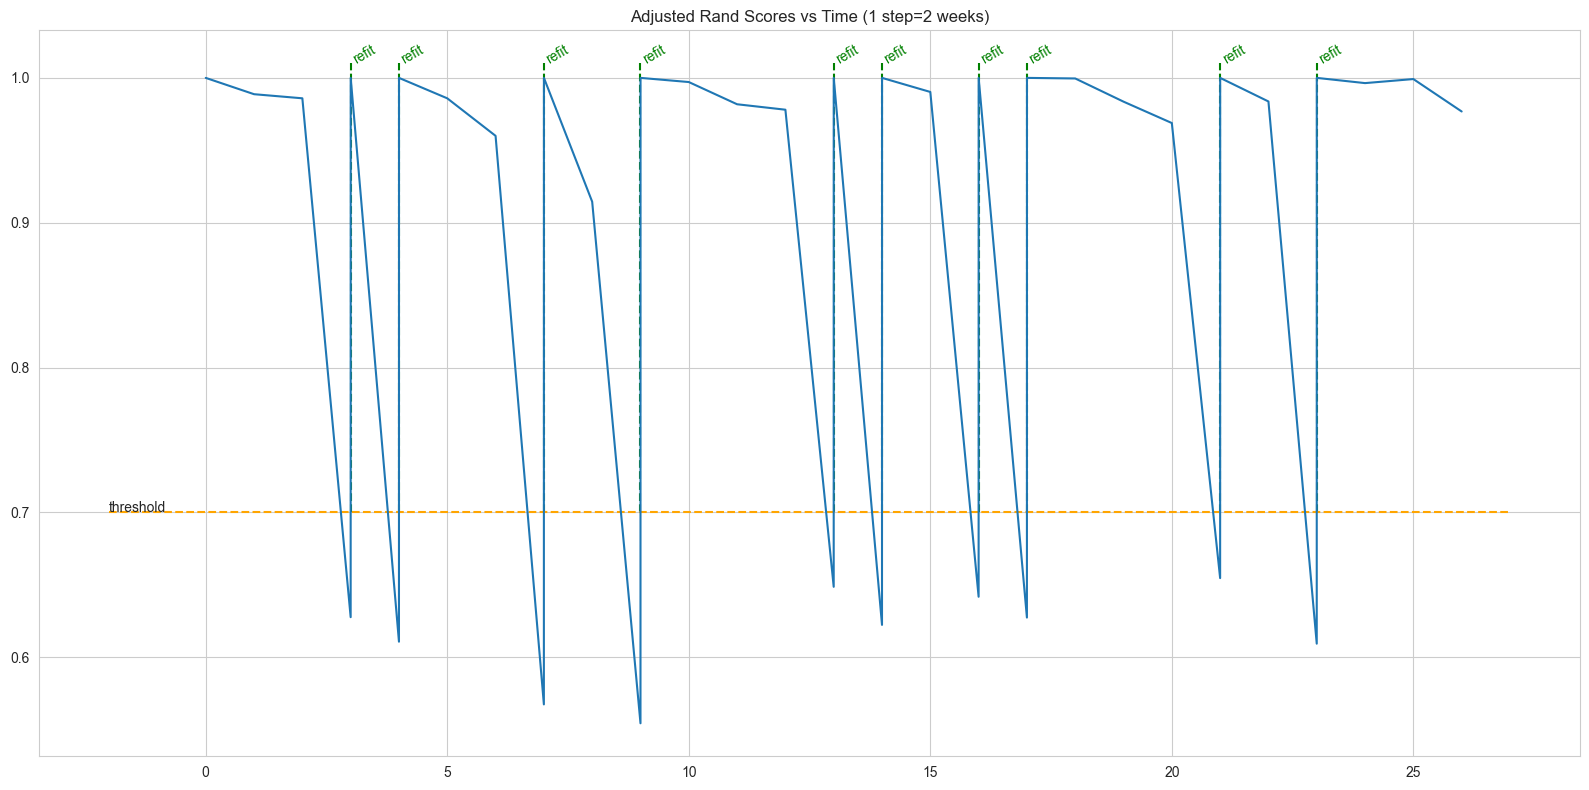 Adjusted Rand Scores vs Time (1 step=2 weeks)
refit refit refit refit refit refit refit refit refit refit
1.0
0.9
0.8
0.7
threshold
0.6
0 5 10 15 20 25